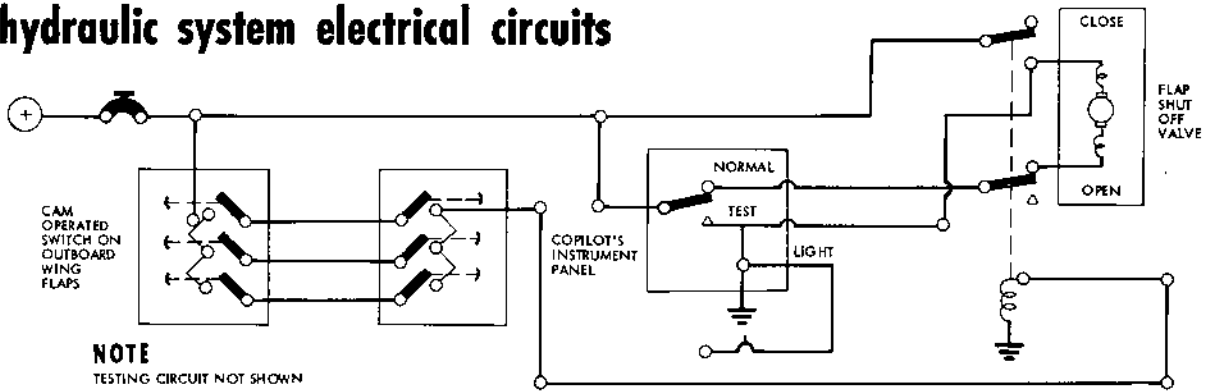 hydraulic system electrical circuits
CLOSE
FLAP
SHUT
OFF
VALVE
OPEN
NORMAL
TEST
LIGHT
COPILOT'S
INSTRUMENT
PANEL
CAM
OPERATED
SWITCH ON
OUTBOARD
WING
FLAPS
NOTE
TESTING CIRCUIT NOT SHOWN